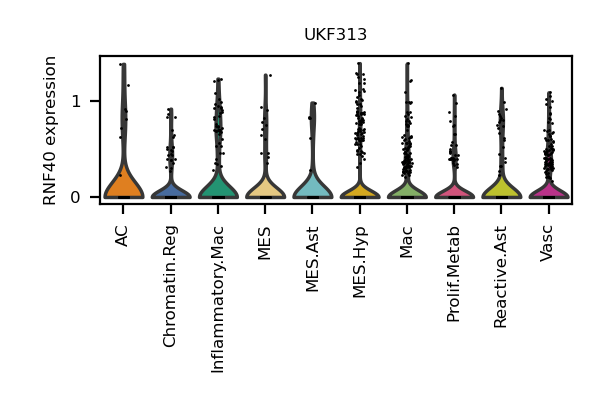 UKF313
RNF40 expression
1
0
AC
Chromatin.Reg
Inflammatory.Mac
MES
MES.Ast
MES.Hyp
Mac
Prolif.Metab
Reactive.Ast
Vasc